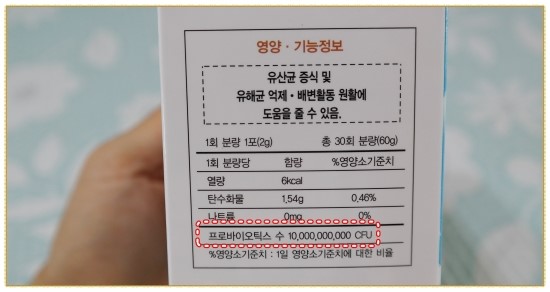 영양 · 기능정보
유산균 증식 및
유해균 억제 · 배변활동 원활에
도움을 줄 수 있음.
1회 분량 1포(2g) 총 30회 분량(60g)
1회 분량당 함량 %영양소기준치
열량 6kcal
탄수화물 1.54g 0.46%
나트륨 0mg 0%
프로바이오틱스 수 10,000,000,000 CFU
%영양소기준치 : 1일 영양소기준치에 대한 비율